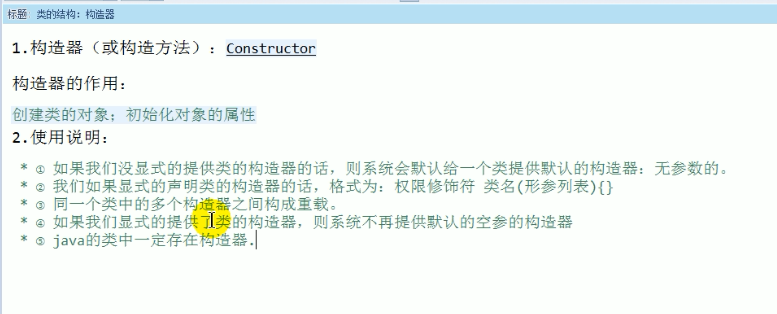 标题 类的结构：构造器
1.构造器（或构造方法）：Constructor
构造器的作用：
创建类的对象；初始化对象的属性
2.使用说明：
* ① 如果我们没显式的提供类的构造器的话，则系统会默认给一个类提供默认的构造器：无参数的。
* ② 我们如果显式的声明类的构造器的话，格式为：权限修饰符 类名(形参列表){}
* ③ 同一个类中的多个构造器之间构成重载。
* ④ 如果我们显式的提供了类的构造器，则系统不再提供默认的空参的构造器
* ⑤ java的类中一定存在构造器.